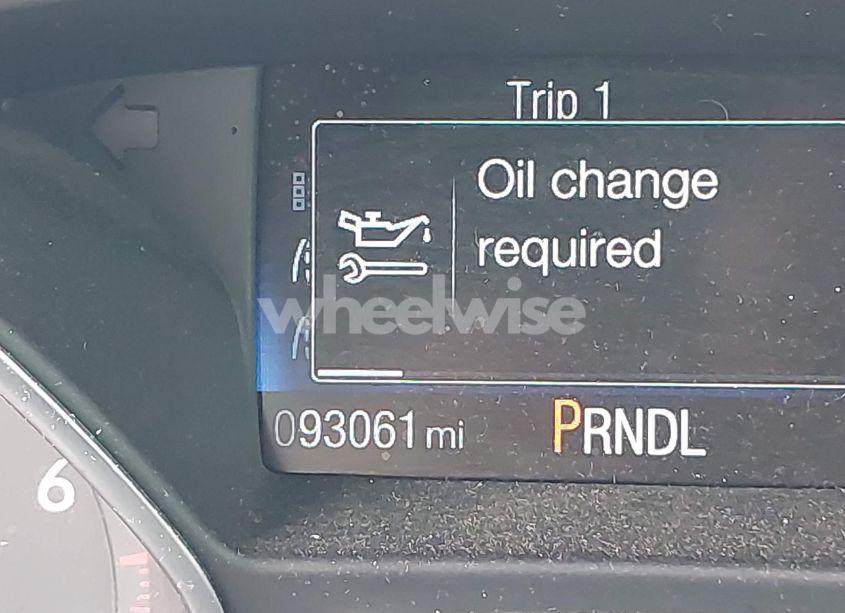 Trip 1
Oil change
required
wheelwise
093061 mi
PRNDL
6